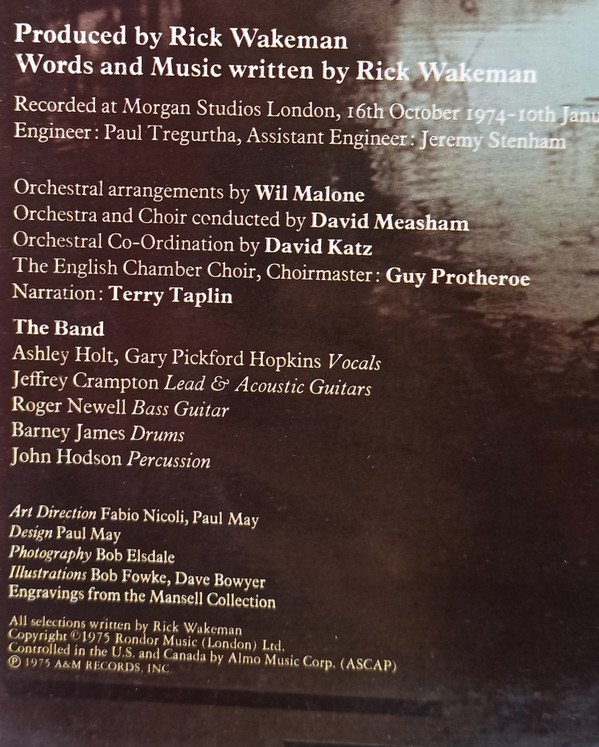 Produced by Rick Wakeman
Words and Music written by Rick Wakeman
Recorded at Morgan Studios London, 16th October 1974-10th Janu
Engineer: Paul Tregurtha, Assistant Engineer: Jeremy Stenham
Orchestral arrangements by Wil Malone
Orchestra and Choir conducted by David Measham
Orchestral Co-Ordination by David Katz
The English Chamber Choir, Choirmaster: Guy Protheroe
Narration: Terry Taplin
The Band
Ashley Holt, Gary Pickford Hopkins Vocals
Jeffrey Crampton Lead & Acoustic Guitars
Roger Newell Bass Guitar
Barney James Drums
John Hodson Percussion
Art Direction Fabio Nicoli, Paul May
Design Paul May
Photography Bob Elsdale
Illustrations Bob Fowke, Dave Bowyer
Engravings from the Mansell Collection
All selections written by Rick Wakeman
Copyright ©1975 Rondor Music (London) Ltd.
Controlled in the U.S. and Canada by Almo Music Corp. (ASCAP)
℗ 1975 A&M RECORDS, INC.